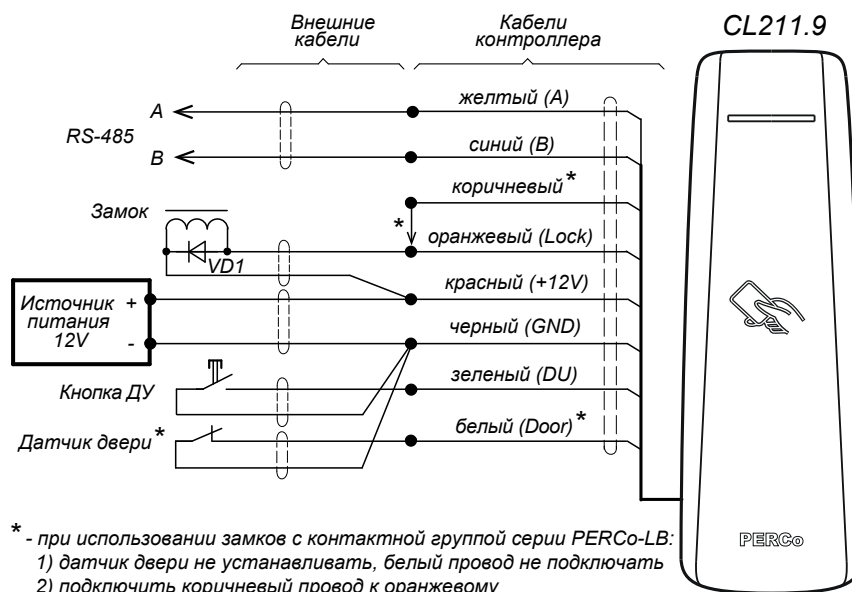 Внешние кабели
Кабели контроллера
CL211.9
A
желтый (A)
RS-485
B
синий (B)
коричневый*
Замок
*
оранжевый (Lock)
VD1
красный (+12V)
Источник питания 12V
+
-
черный (GND)
Кнопка ДУ
зеленый (DU)
Датчик двери*
белый (Door)*
* - при использовании замков с контактной группой серии PERCo-LB:
1) датчик двери не устанавливать, белый провод не подключать
2) подключить коричневый провод к оранжевому
PERCo